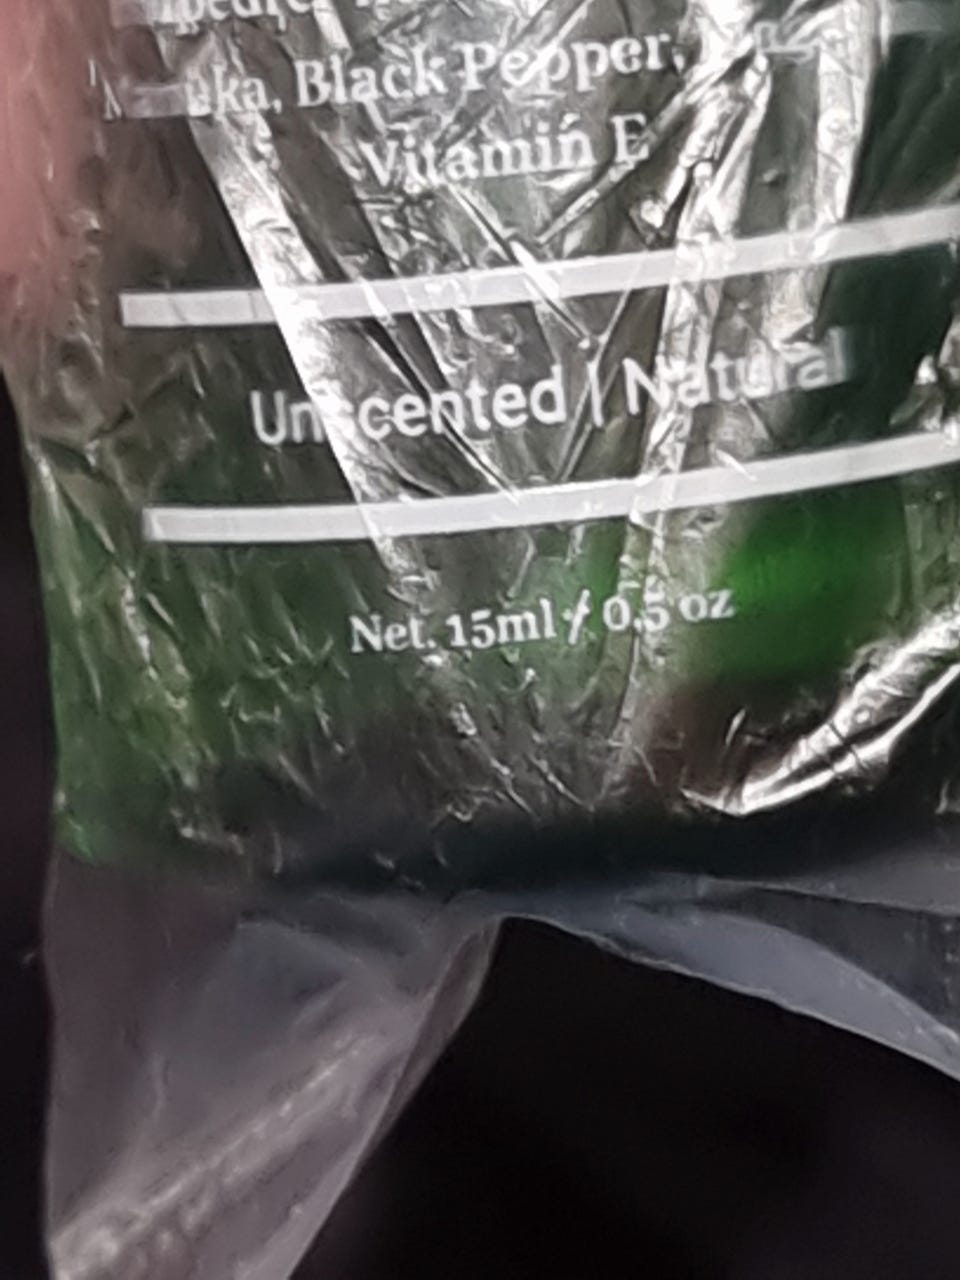 Black Pepper,
Vitamin E
Unscented | Natural
Net. 15ml / 0,5 oz